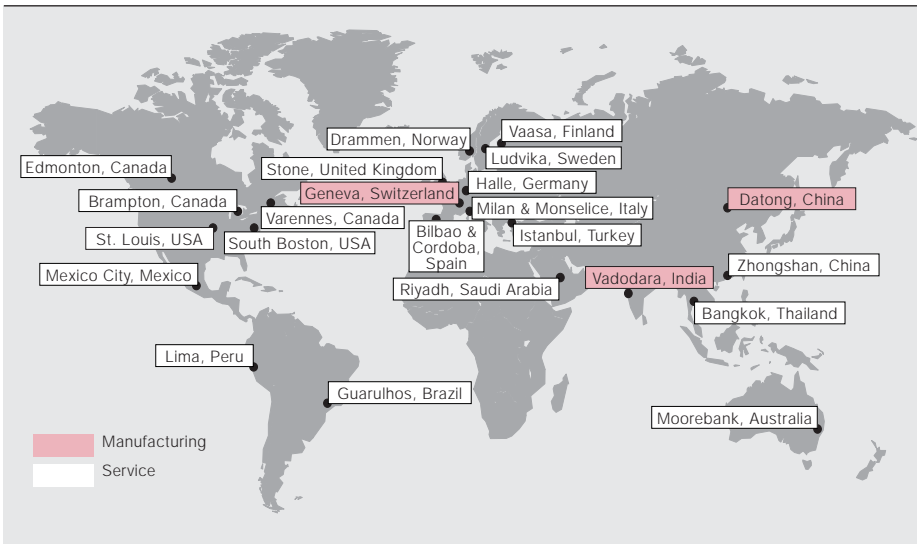 Drammen, Norway
Vaasa, Finland
Ludvika, Sweden
Edmonton, Canada
Stone, United Kingdom
Geneva, Switzerland
Halle, Germany
Brampton, Canada
Varennes, Canada
Milan & Monselice, Italy
Datong, China
St. Louis, USA
South Boston, USA
Bilbao &
Cordoba,
Spain
Istanbul, Turkey
Mexico City, Mexico
Riyadh, Saudi Arabia
Vadodara, India
Zhongshan, China
Bangkok, Thailand
Lima, Peru
Guarulhos, Brazil
Moorebank, Australia
Manufacturing
Service